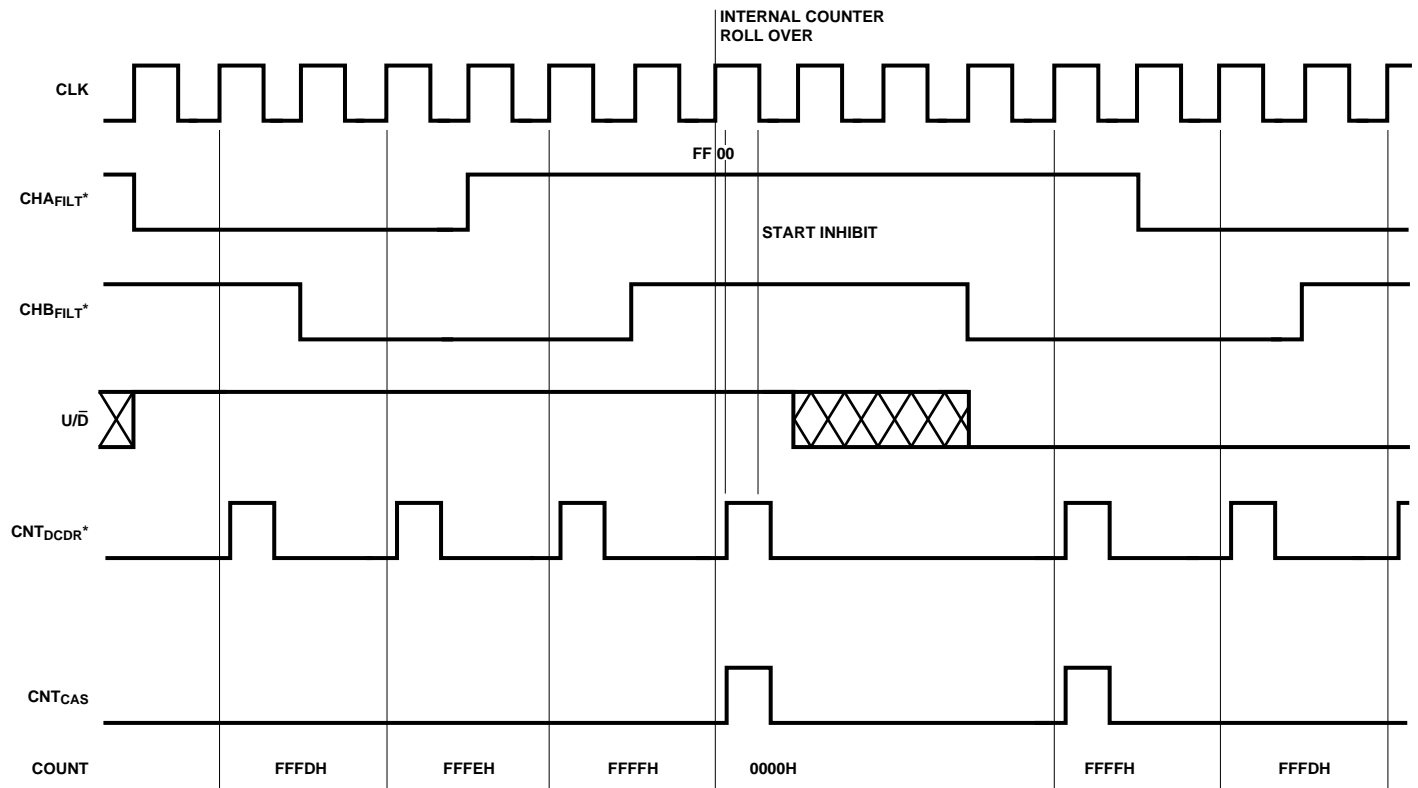 INTERNAL COUNTER
ROLL OVER
CLK
FF 00
CHAFILT*
START INHIBIT
CHBFILT*
U/D̅
CNTDCDR*
CNTCAS
COUNT FFFDH FFFEH FFFFH 0000H FFFFH FFFDH